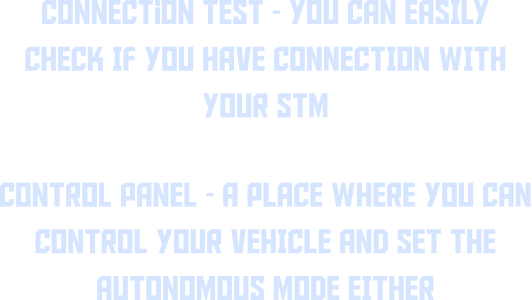 CONNECTiON TEST - YOU CAN EASILY
CHECK IF YOU HAVE CONNECTION WITH
YOUR STM
CONTROL PANEL - A PLACE WHERE YOU CAN
CONTROL YOUR VEHICLE AND SET THE
AUTONOMOUS MODE EITHER